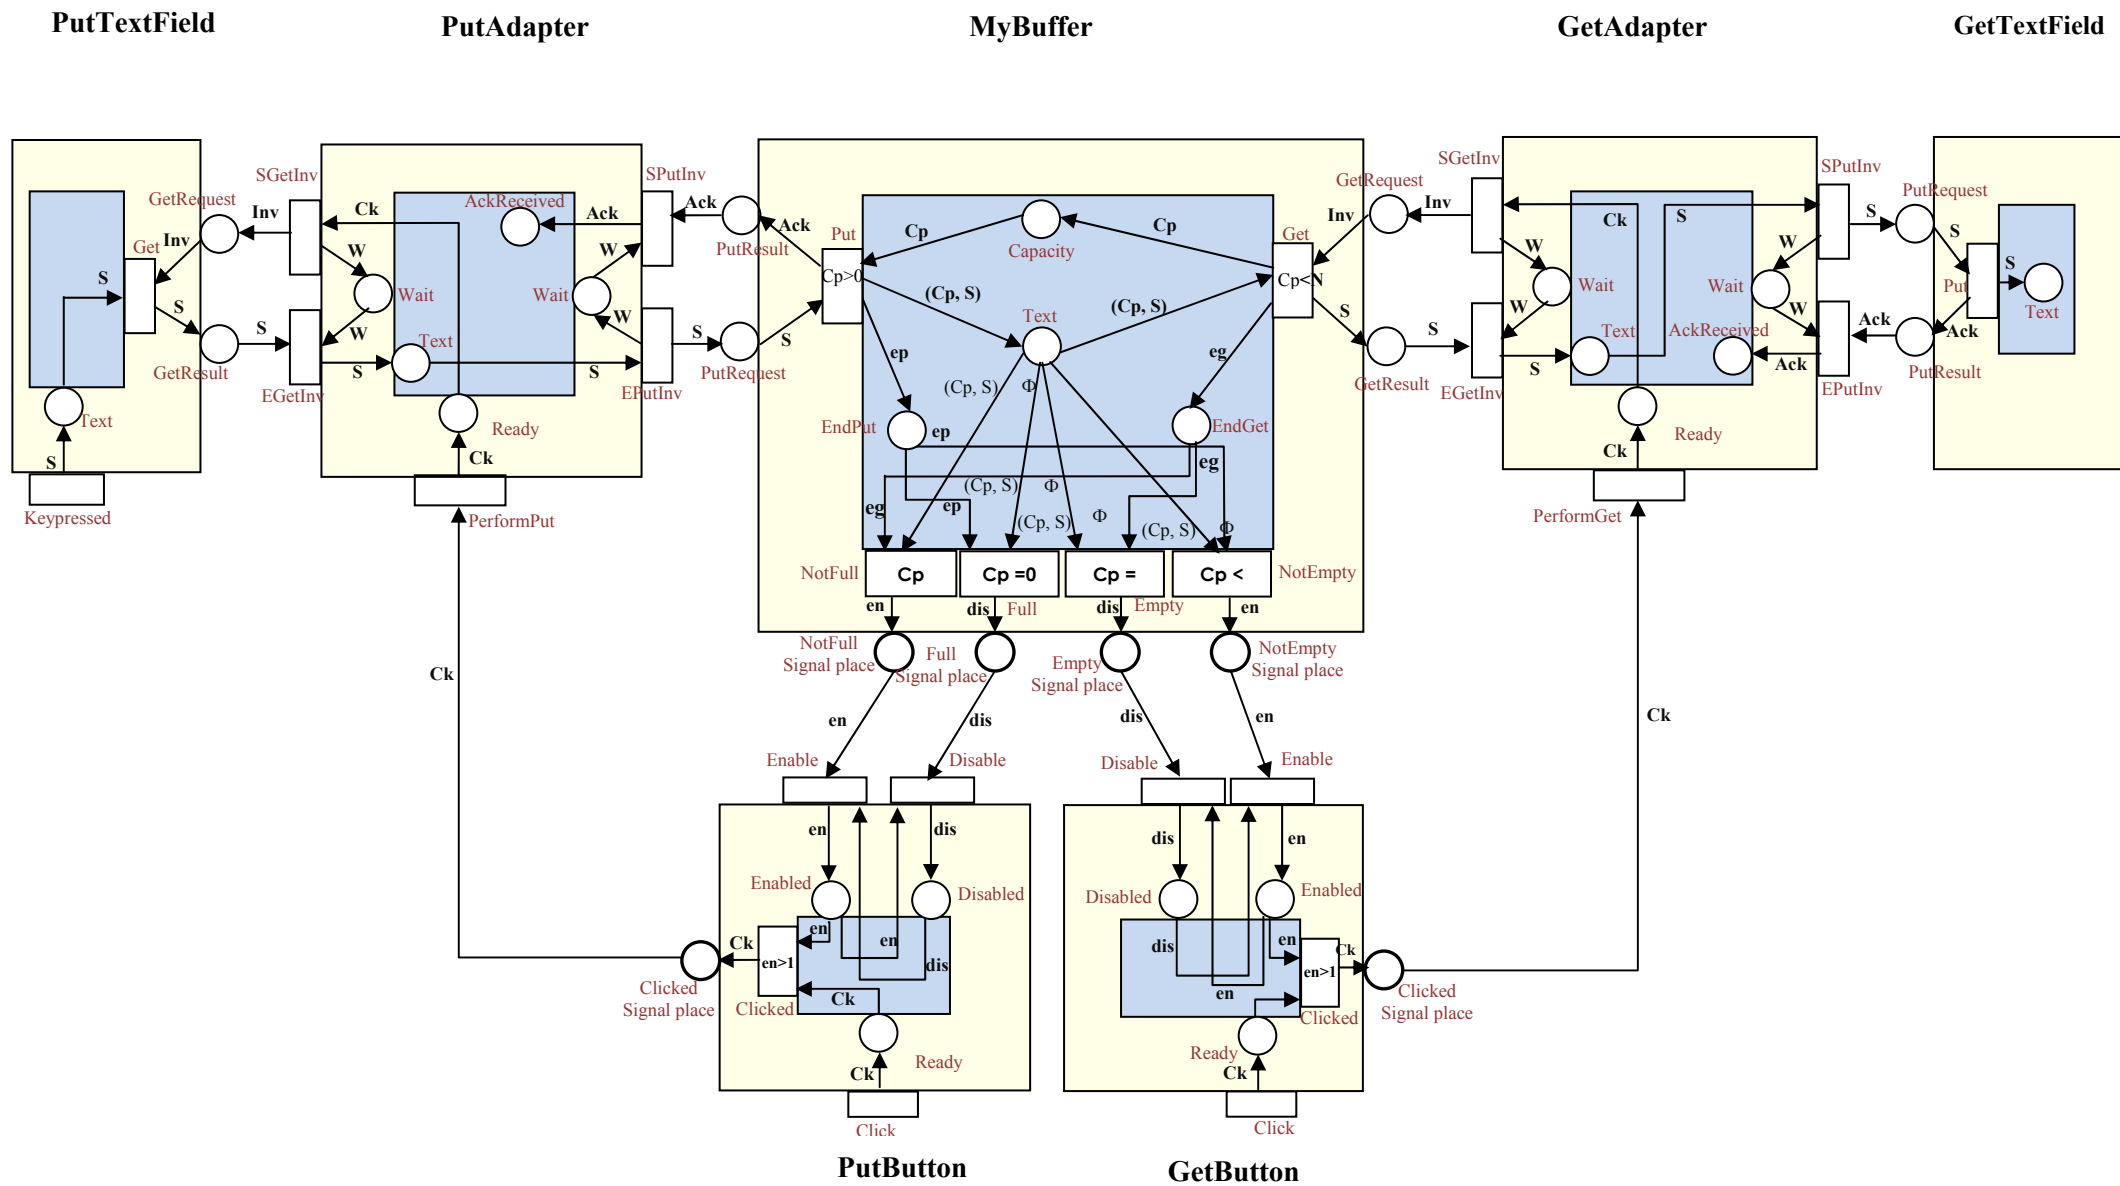 PutTextField
PutAdapter
MyBuffer
GetAdapter
GetTextField
SGetInv
GetRequest
Inv
Inv
Get
S
S
S
GetResult
EGetInv
Text
S
Keypressed
Ck
W
Wait
W
Text
S
AckReceived
Ack
W
Wait
W
S
Ready
Ck
PerformPut
SPutInv
Ack
PutResult
Ack
S
PutRequest
S
EPutInv
Put
Cp>0
Cp
Capacity
Cp
(Cp, S)
(Cp, S)
Text
Get
Cp<N
ep
eg
(Cp, S)
Φ
EndPut
ep
EndGet
eg
(Cp, S)
Φ
eg
ep
(Cp, S)
Φ
(Cp, S)
Φ
NotFull
Cp
Cp =0
Cp =
Cp <
NotEmpty
en
dis
Full
dis
Empty
en
NotFull
Signal place
Full
Signal place
Empty
Signal place
NotEmpty
Signal place
GetRequest
Inv
Inv
SGetInv
S
S
GetResult
EGetInv
Ck
S
W
Wait
W
Text
S
W
Wait
W
AckReceived
Ack
Ready
Ck
PerformGet
SPutInv
PutRequest
S
S
Put
S
Text
Ack
Ack
PutResult
EPutInv
Ck
Ck
en
dis
dis
en
Enable
Disable
Disable
Enable
en
dis
dis
en
Enabled
Disabled
Disabled
Enabled
en
en
dis
Ck
en>1
Clicked
Ck
Clicked
Signal place
Ready
Ck
Click
dis
en
en
en>1
Ck
Clicked
Clicked
Signal place
Ready
Ck
Click
PutButton
GetButton